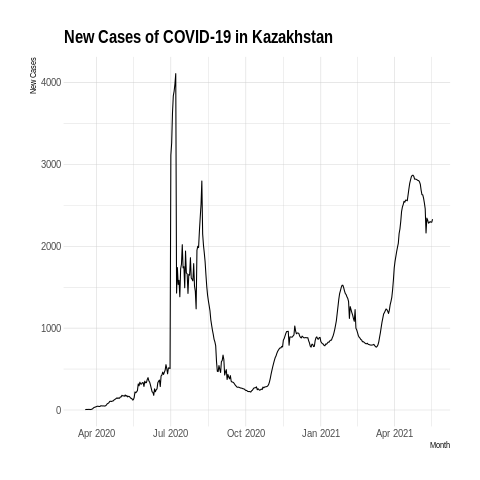 New Cases of COVID-19 in Kazakhstan
New Cases
4000
3000
2000
1000
0
Apr 2020 Jul 2020 Oct 2020 Jan 2021 Apr 2021
Month